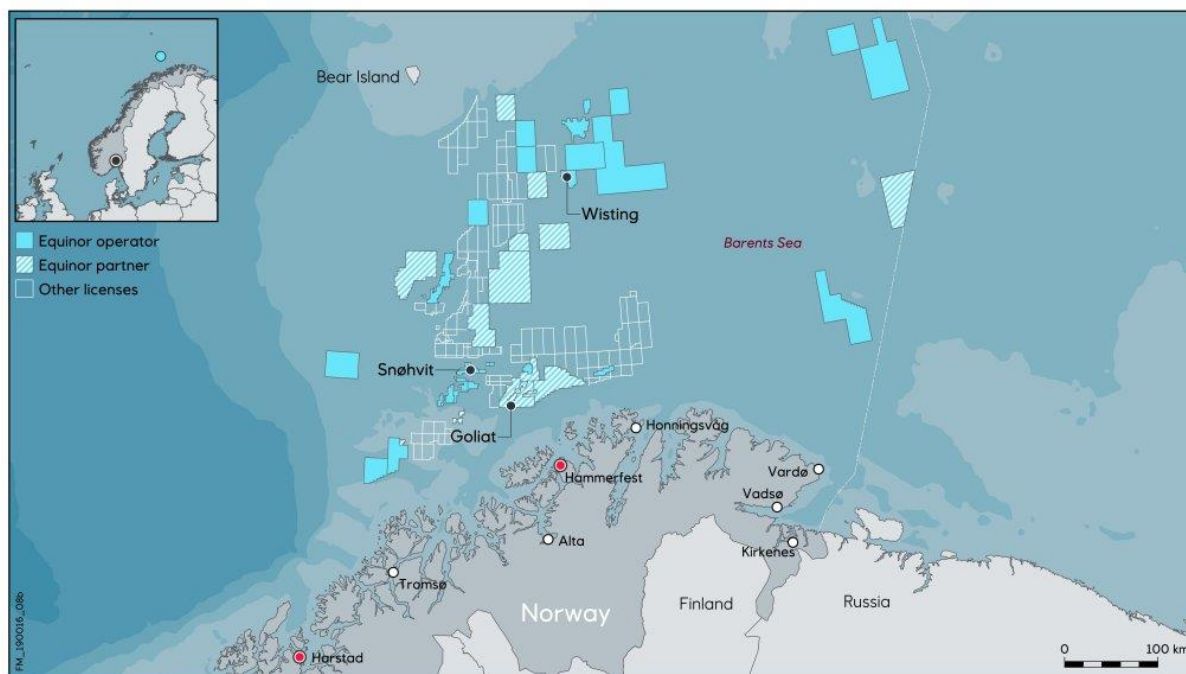 Bear Island
Wisting
Equinor operator
Equinor partner
Other licenses
Barents Sea
Snøhvit
Goliat
Honningsvåg
Hammerfest
Vardø
Vadsø
Alta
Kirkenes
Tromsø
Norway
Finland
Russia
Harstad
0
100 km
FM_190016_08b